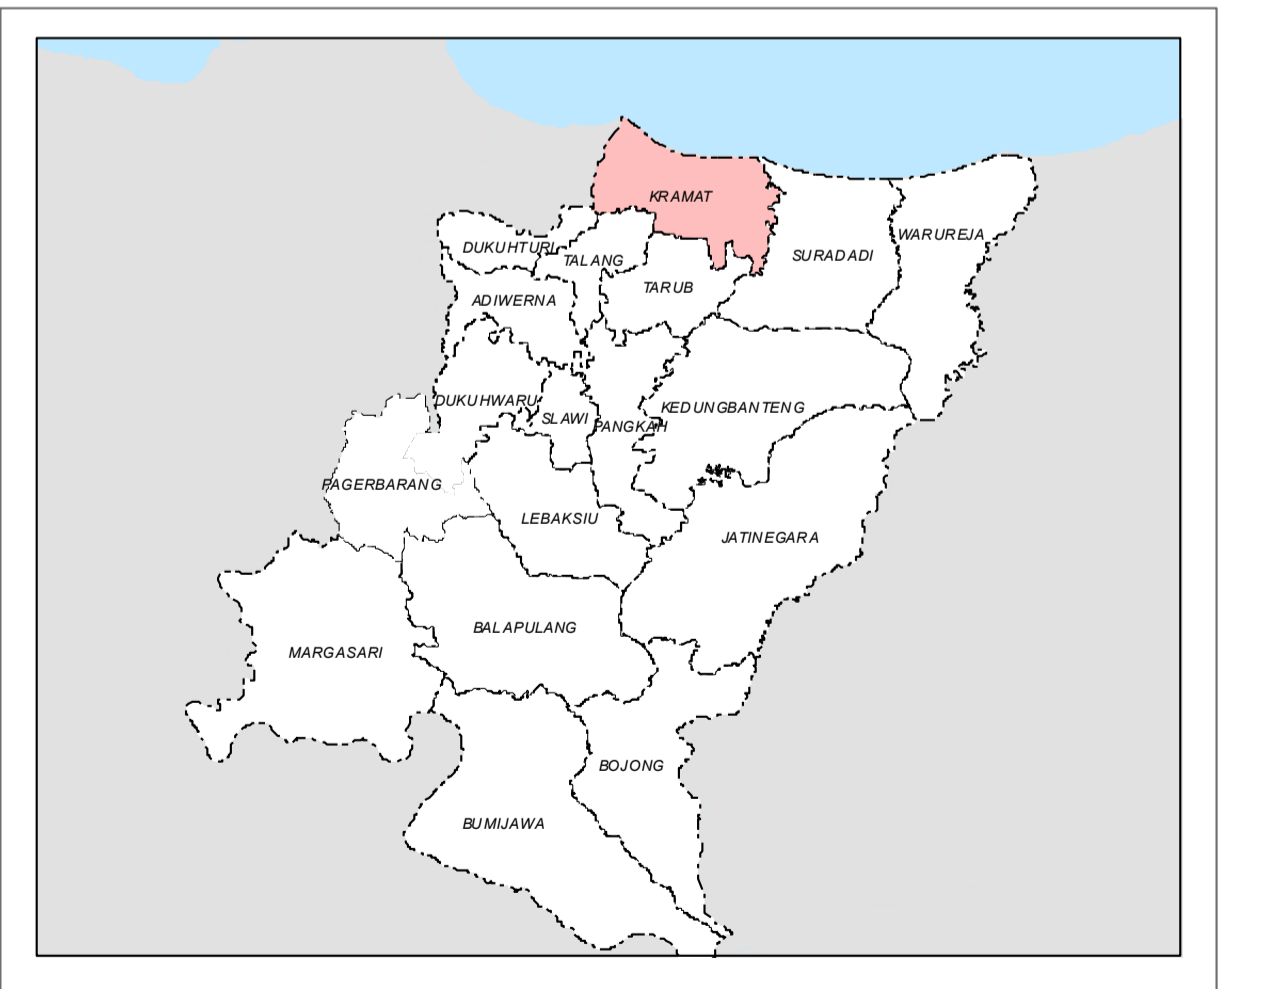 KRAMAT
WARUREJA
DUKUHTURI
SURADADI
TALANG
TARUB
ADIWERNA
DUKUHWARU
KEDUNGBANTENG
SLAWI
PANGKAH
PAGERBARANG
LEBAKSIU
JATINEGARA
BALAPULANG
MARGASARI
BOJONG
BUMIJAWA